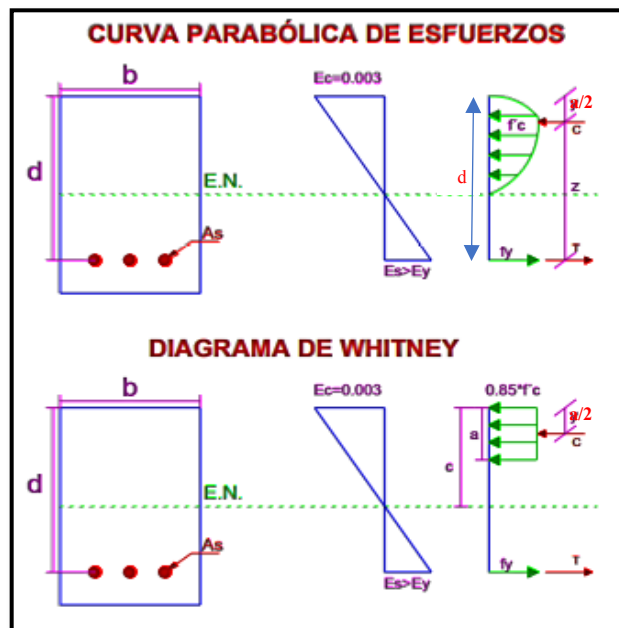 CURVA PARABÓLICA DE ESFUERZOS
b
Ec=0.003
a/2
f´c
C
d
d
E.N.
Z
As
fy
T
Es>Ey
DIAGRAMA DE WHITNEY
b
Ec=0.003
0.85*f´c
a/2
a
C
d
c
E.N.
As
fy
T
Es>Ey